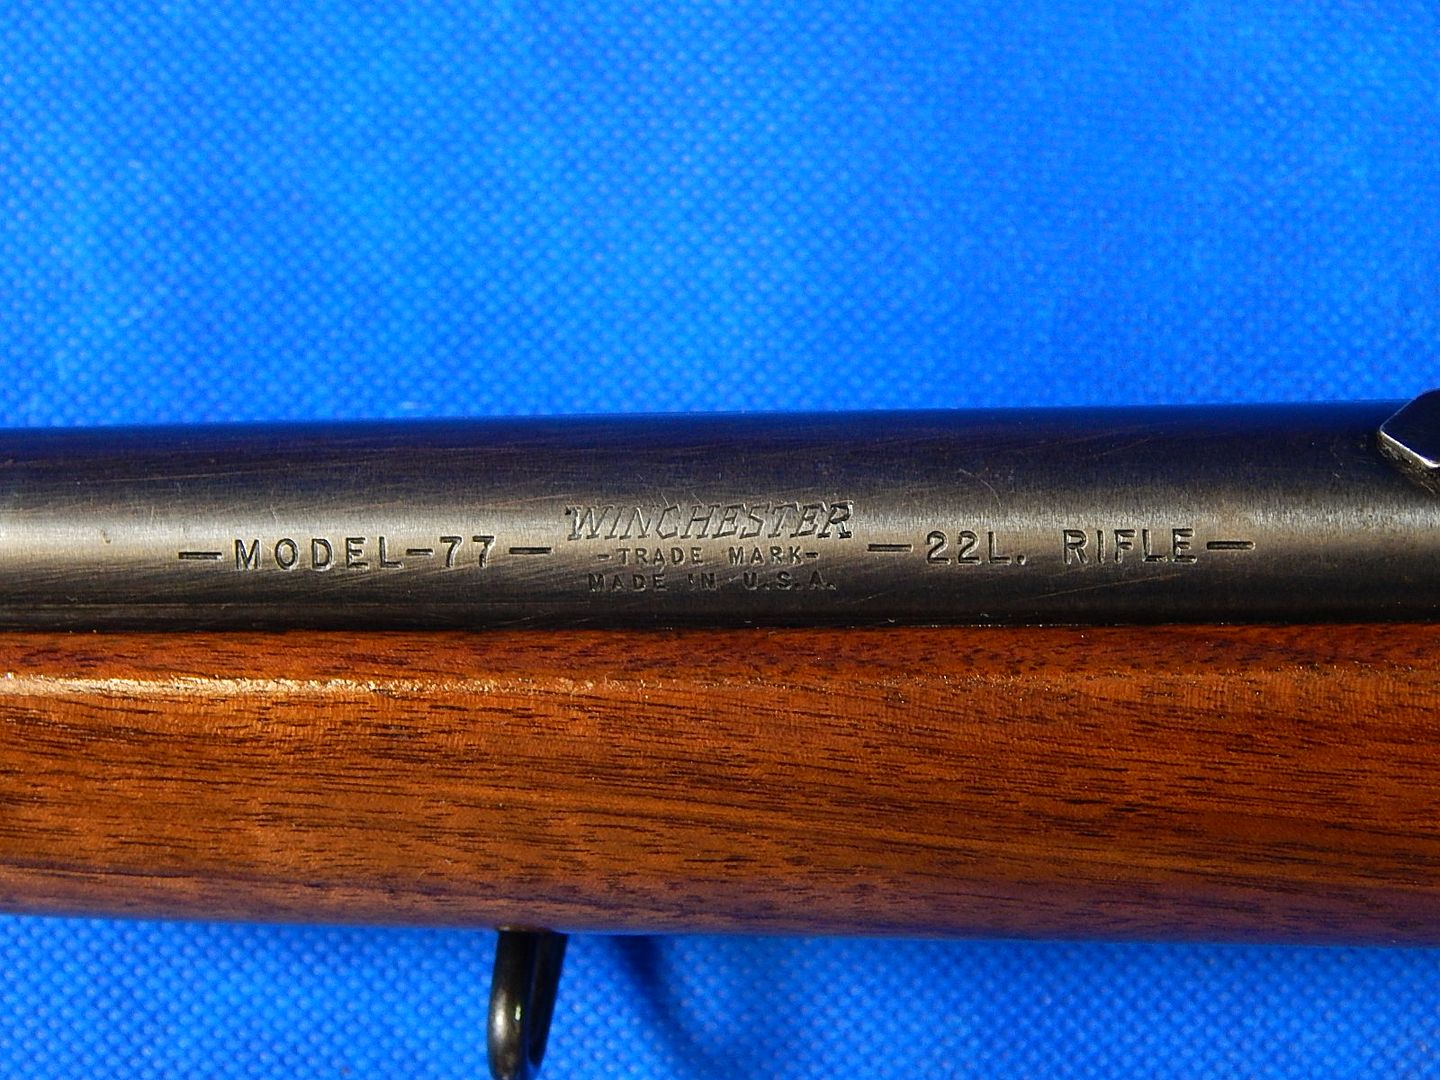 —MODEL-77— WINCHESTER —22L. RIFLE—
-TRADE MARK-
MADE IN U.S.A.